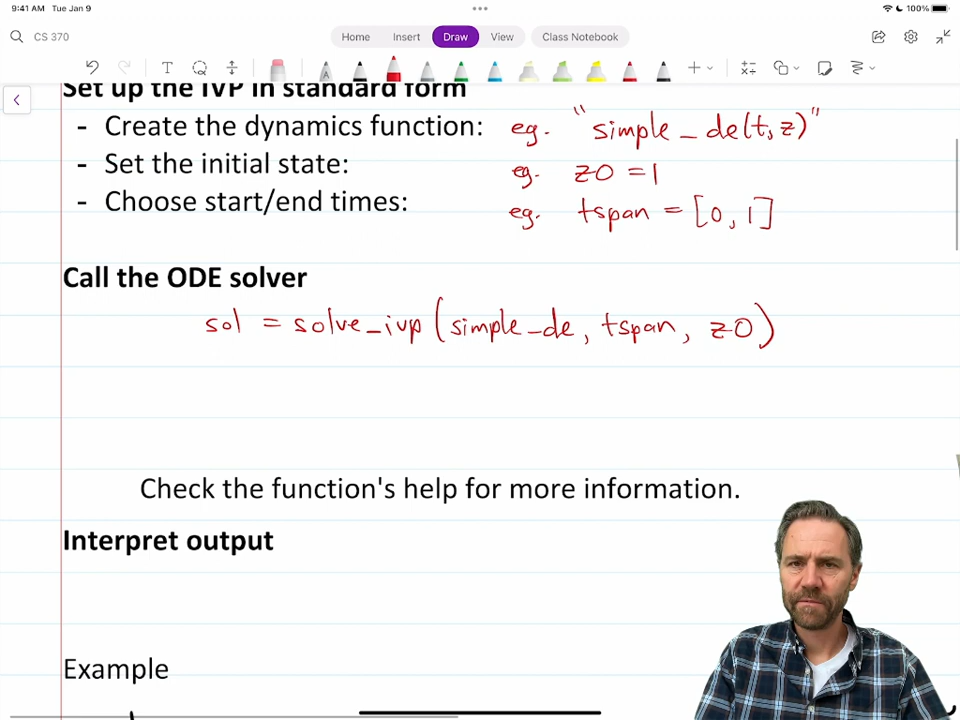 9:41 AM Tue Jan 9
100%
CS 370
Home Insert Draw View Class Notebook
Set up the IVP in standard form
- Create the dynamics function: eg. "simple_de(t, z)"
- Set the initial state: eg. z0 = 1
- Choose start/end times: eg. tspan = [0, 1]
Call the ODE solver
sol = solve_ivp(simple_de, tspan, z0)
Check the function's help for more information.
Interpret output
Example